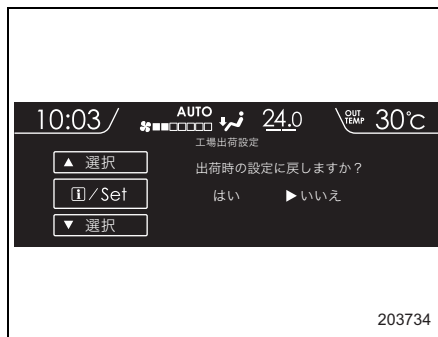 10:03 AUTO 24.0 OUT TEMP 30℃
工場出荷設定
▲ 選択
出荷時の設定に戻しますか？
i/Set
はい ▶いいえ
▼ 選択
203734